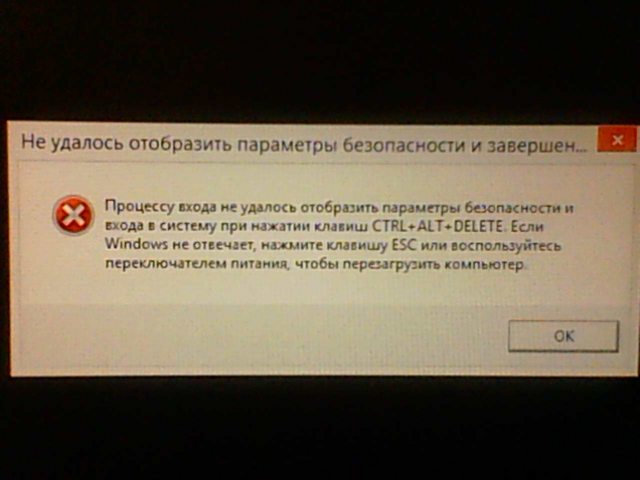 Не удалось отобразить параметры безопасности и завершен...
Процессу входа не удалось отобразить параметры безопасности и
входа в систему при нажатии клавиш CTRL+ALT+DELETE. Если
Windows не отвечает, нажмите клавишу ESC или воспользуйтесь
переключателем питания, чтобы перезагрузить компьютер.
OK